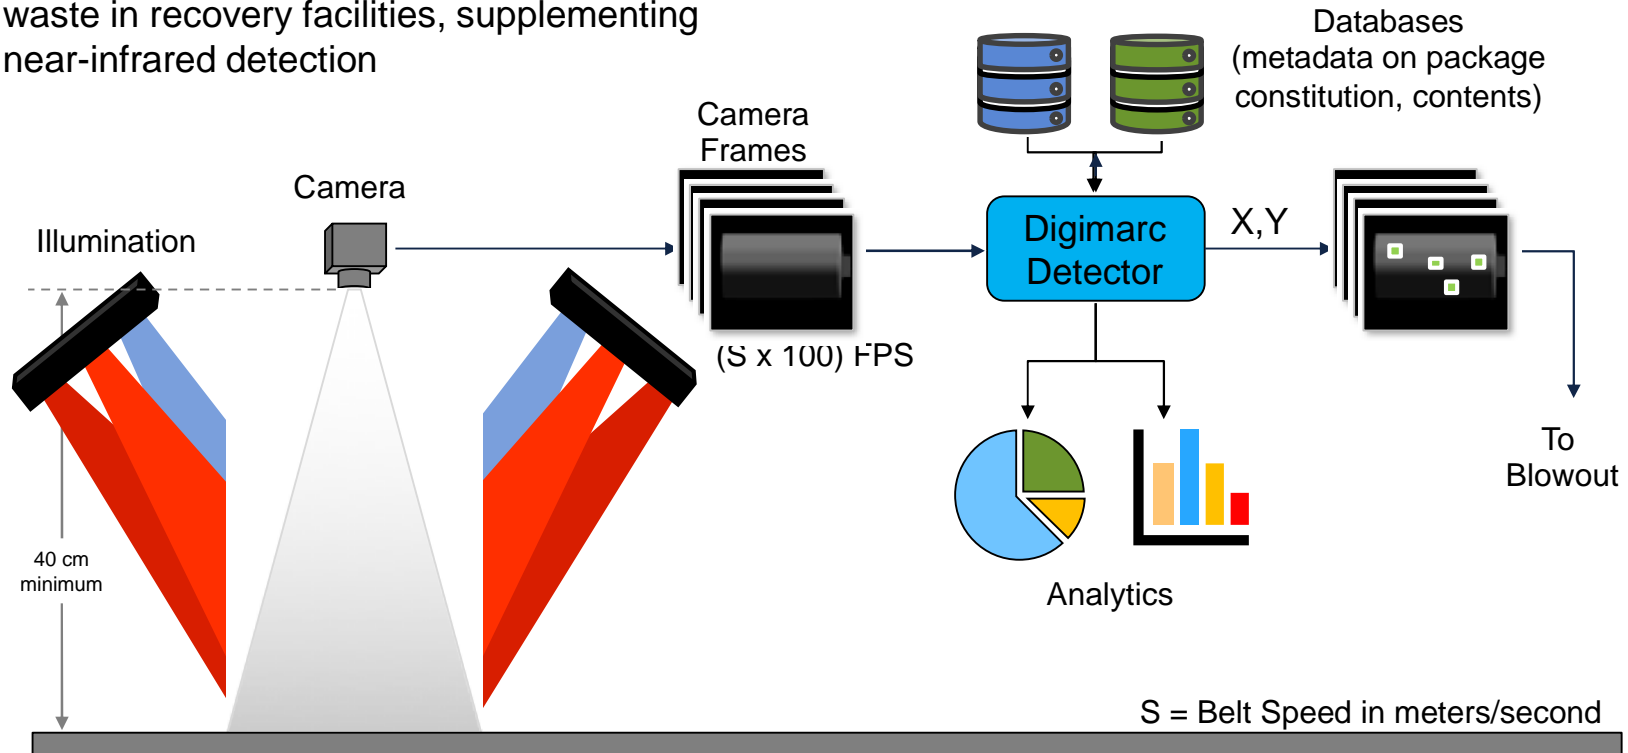 waste in recovery facilities, supplementing
near-infrared detection
Databases
(metadata on package
constitution, contents)
Camera
Frames
Camera
Illumination
Digimarc
Detector
X,Y
(S x 100) FPS
To
Blowout
40 cm
minimum
Analytics
S = Belt Speed in meters/second